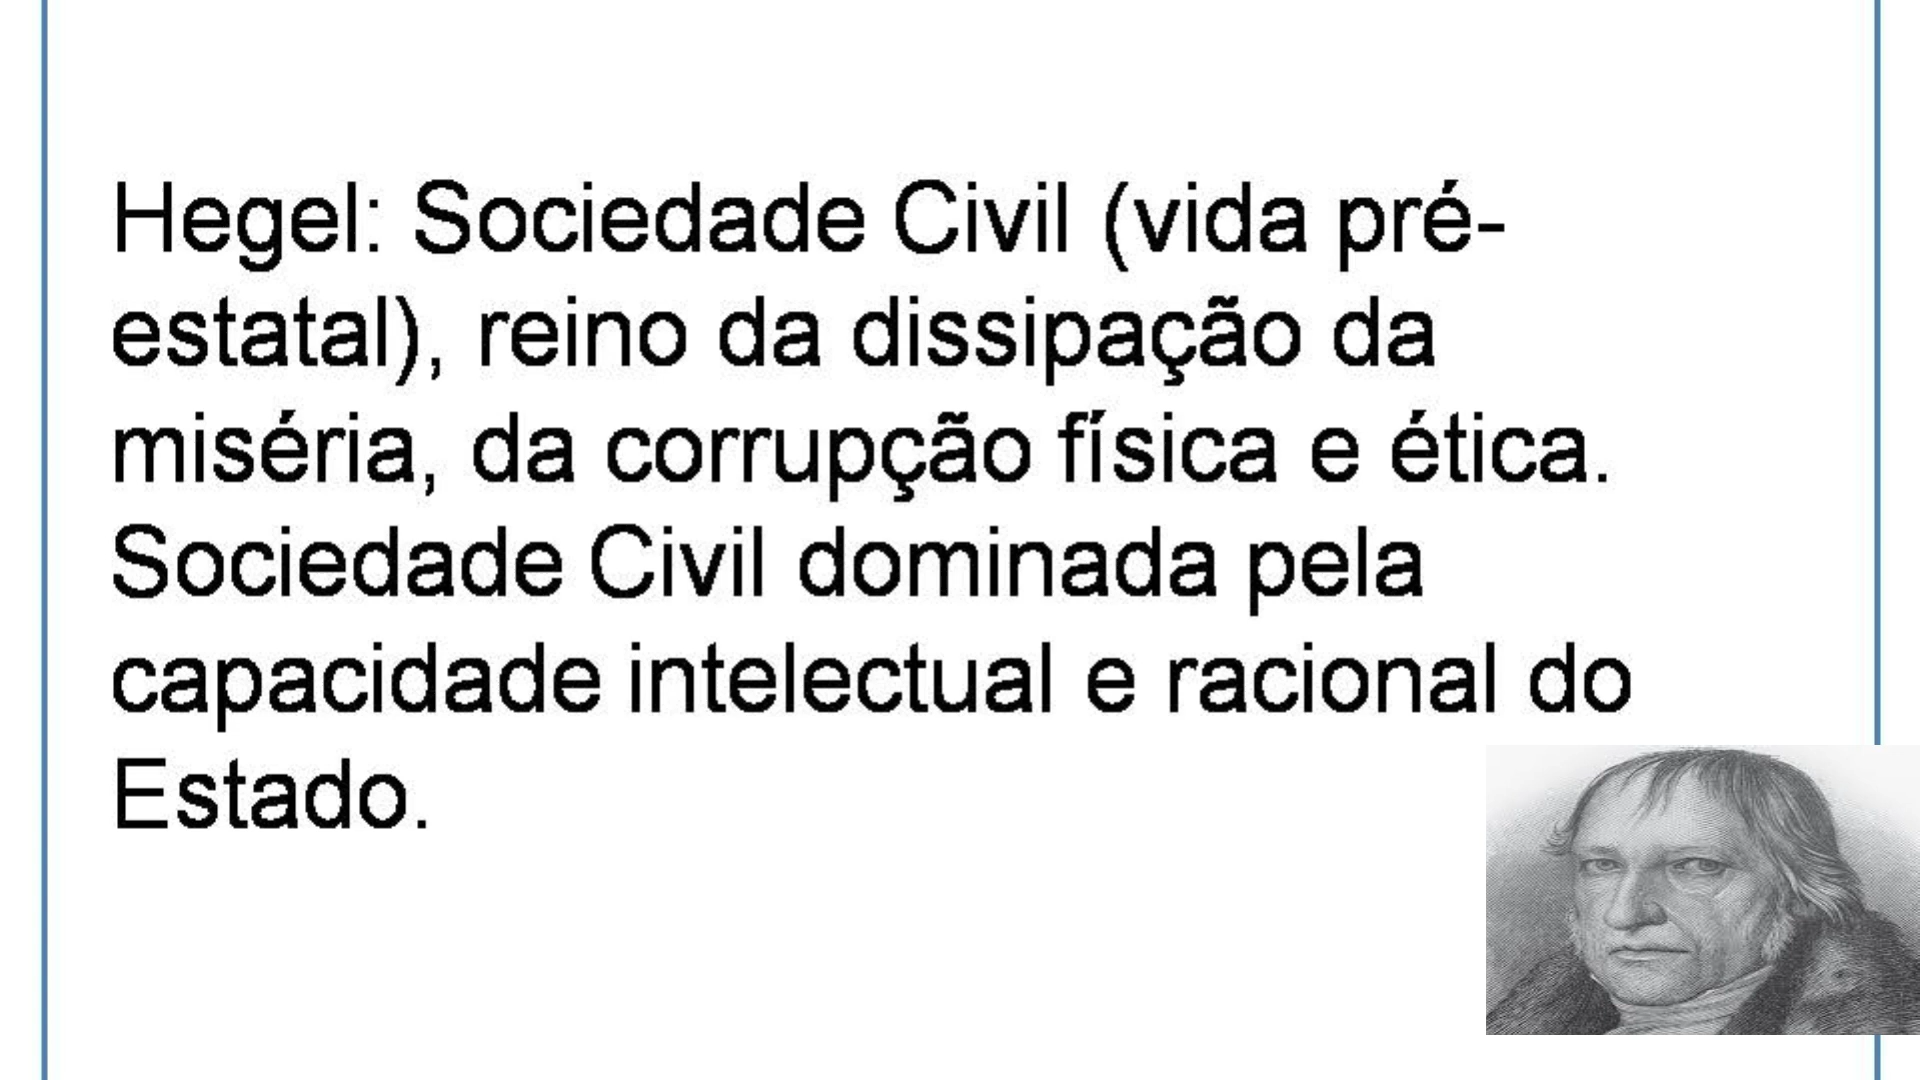 Hegel: Sociedade Civil (vida pré-
estatal), reino da dissipação da
miséria, da corrupção física e ética.
Sociedade Civil dominada pela
capacidade intelectual e racional do
Estado.